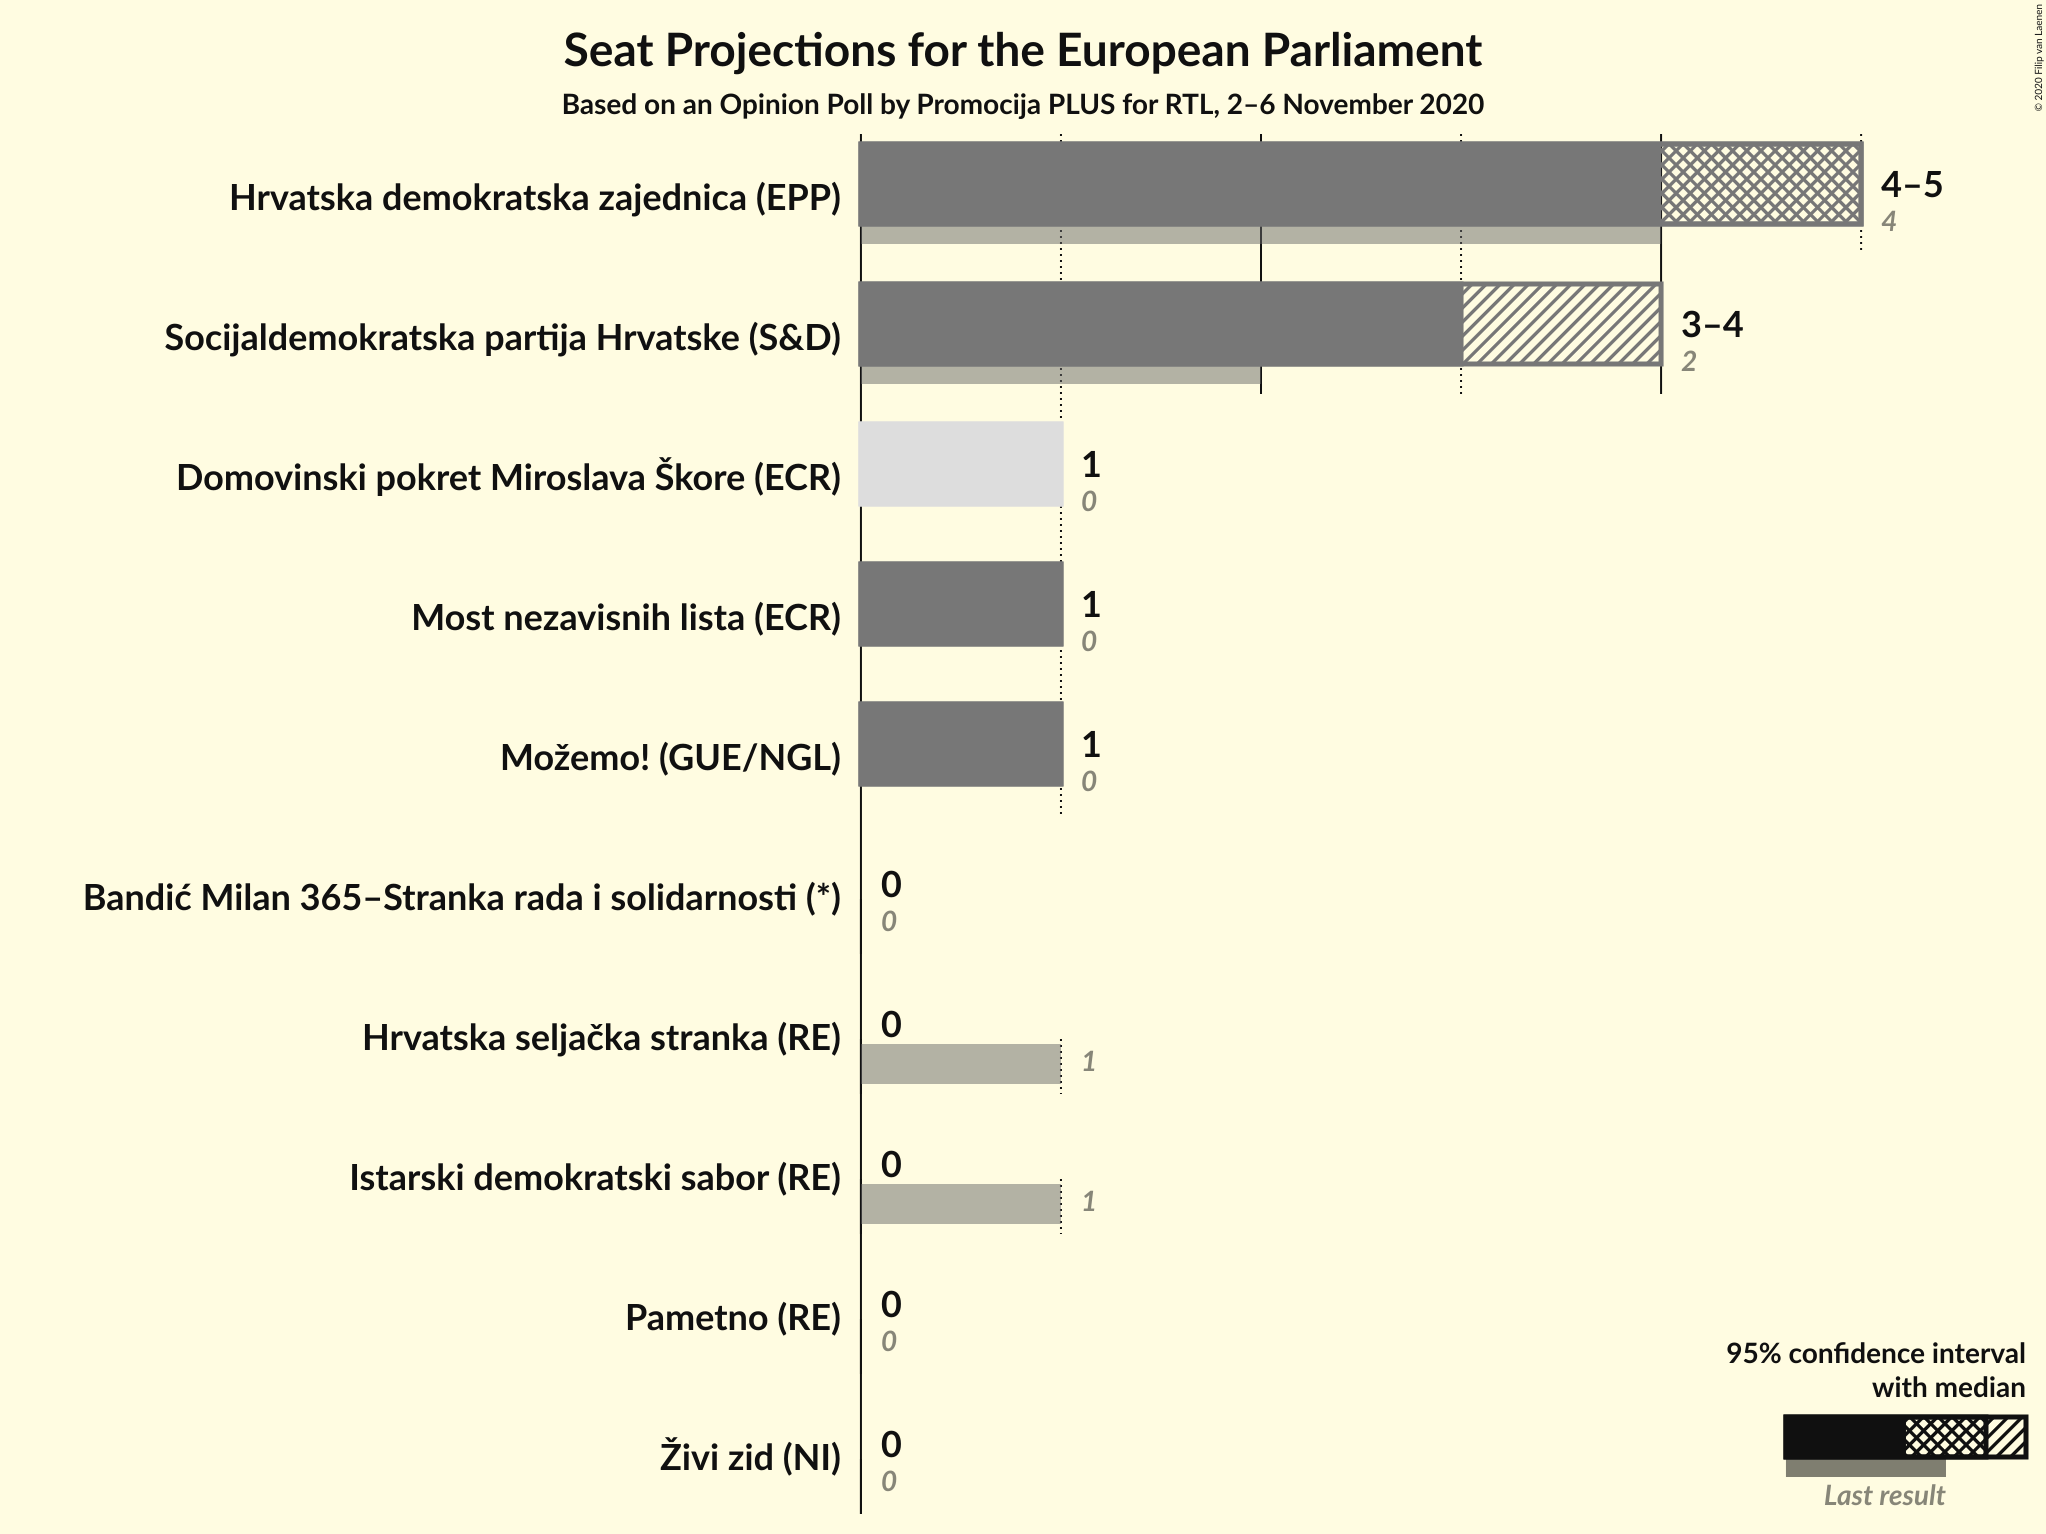 Seat Projections for the European Parliament
Based on an Opinion Poll by Promocija PLUS for RTL, 2–6 November 2020
© 2020 Filip van Laenen
Hrvatska demokratska zajednica (EPP)
4–5
4
Socijaldemokratska partija Hrvatske (S&D)
3–4
2
Domovinski pokret Miroslava Škore (ECR)
1
0
Most nezavisnih lista (ECR)
1
0
Možemo! (GUE/NGL)
1
0
Bandić Milan 365–Stranka rada i solidarnosti (*)
0
0
Hrvatska seljačka stranka (RE)
0
1
Istarski demokratski sabor (RE)
0
1
Pametno (RE)
0
0
Živi zid (NI)
0
0
95% confidence interval
with median
Last result